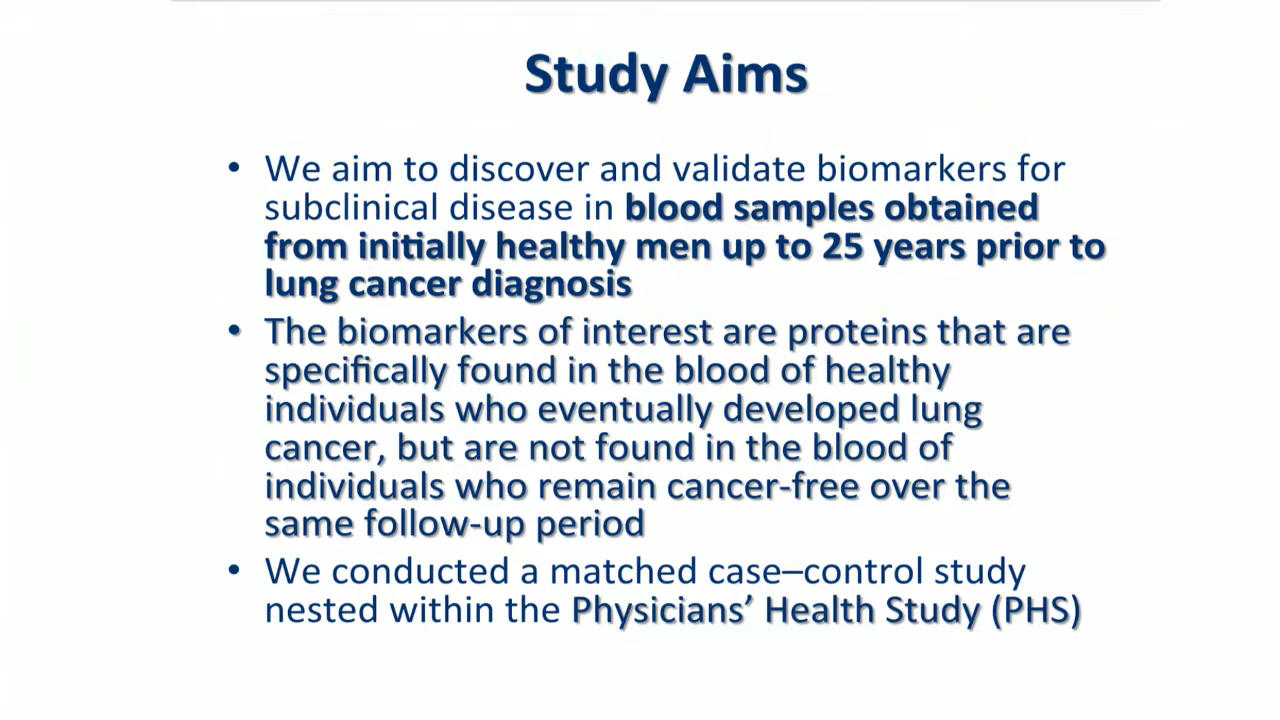 Study Aims
• We aim to discover and validate biomarkers for
subclinical disease in blood samples obtained
from initially healthy men up to 25 years prior to
lung cancer diagnosis
• The biomarkers of interest are proteins that are
specifically found in the blood of healthy
individuals who eventually developed lung
cancer, but are not found in the blood of
individuals who remain cancer-free over the
same follow-up period
• We conducted a matched case–control study
nested within the Physicians’ Health Study (PHS)